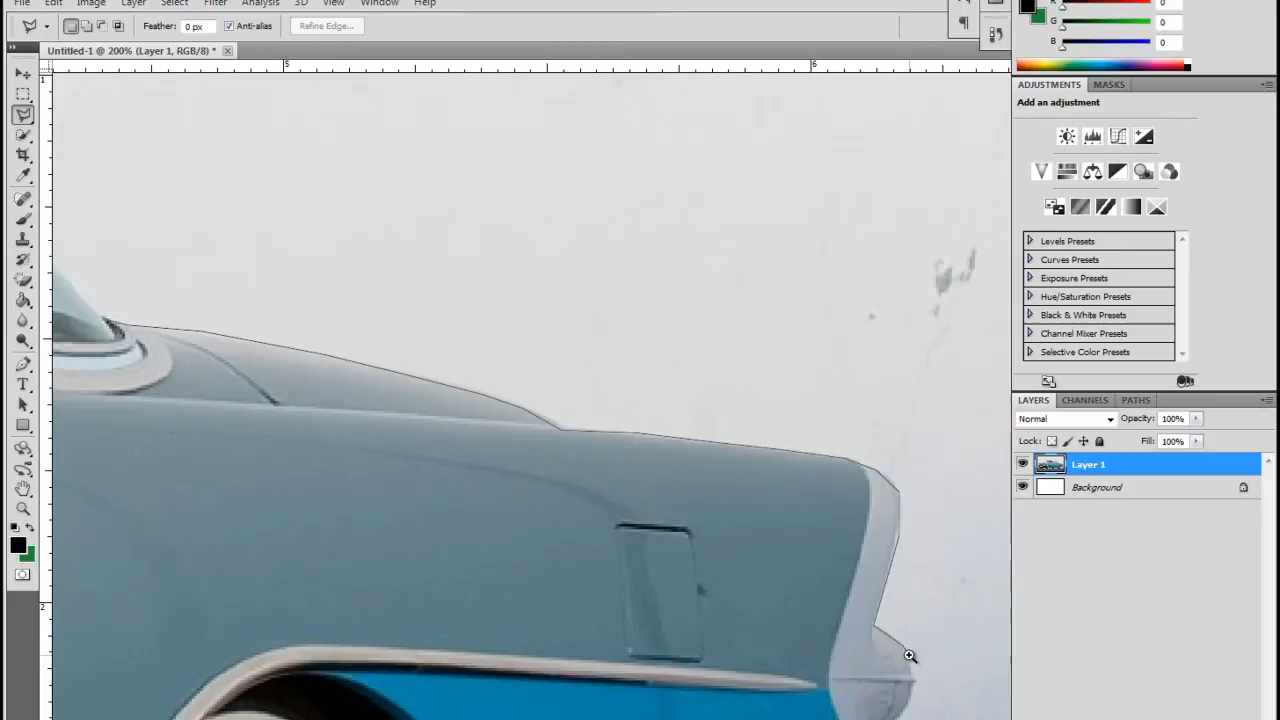 File Edit Image Layer Select Filter Analysis 3D View Window Help
Feather: 0 px Anti-alias Refine Edge...
Untitled-1 @ 200% (Layer 1, RGB/8) *
5 6
1
2
R 0
G 0
B 0
ADJUSTMENTS MASKS
Add an adjustment
Levels Presets
Curves Presets
Exposure Presets
Hue/Saturation Presets
Black & White Presets
Channel Mixer Presets
Selective Color Presets
LAYERS CHANNELS PATHS
Normal Opacity: 100%
Lock: Fill: 100%
Layer 1
Background